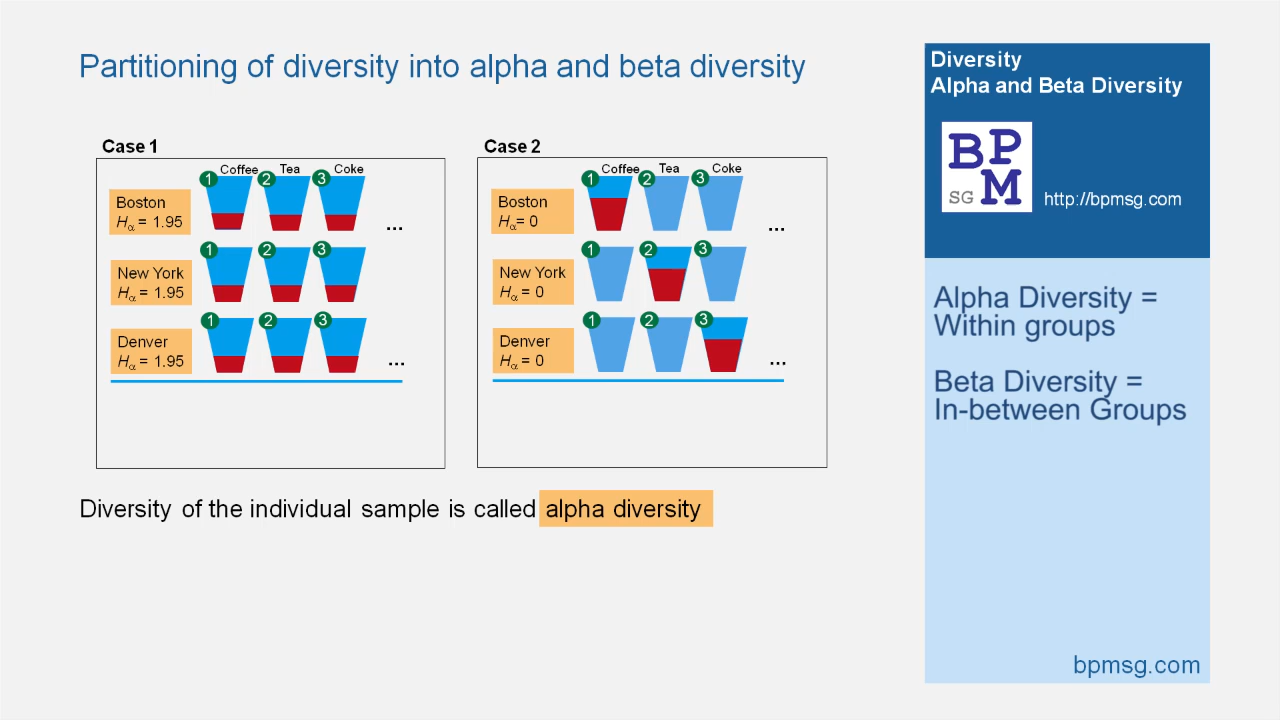 Partitioning of diversity into alpha and beta diversity
Case 1
Coffee Tea Coke
1 2 3
Boston
Hα = 1.95
...
1 2 3
New York
Hα = 1.95
1 2 3
Denver
Hα = 1.95
...
Case 2
Coffee Tea Coke
1 2 3
Boston
Hα= 0
...
1 2 3
New York
Hα = 0
1 2 3
Denver
Hα = 0
...
Diversity of the individual sample is called alpha diversity
Diversity
Alpha and Beta Diversity
BPM
SG
http://bpmsg.com
Alpha Diversity =
Within groups
Beta Diversity =
In-between Groups
bpmsg.com